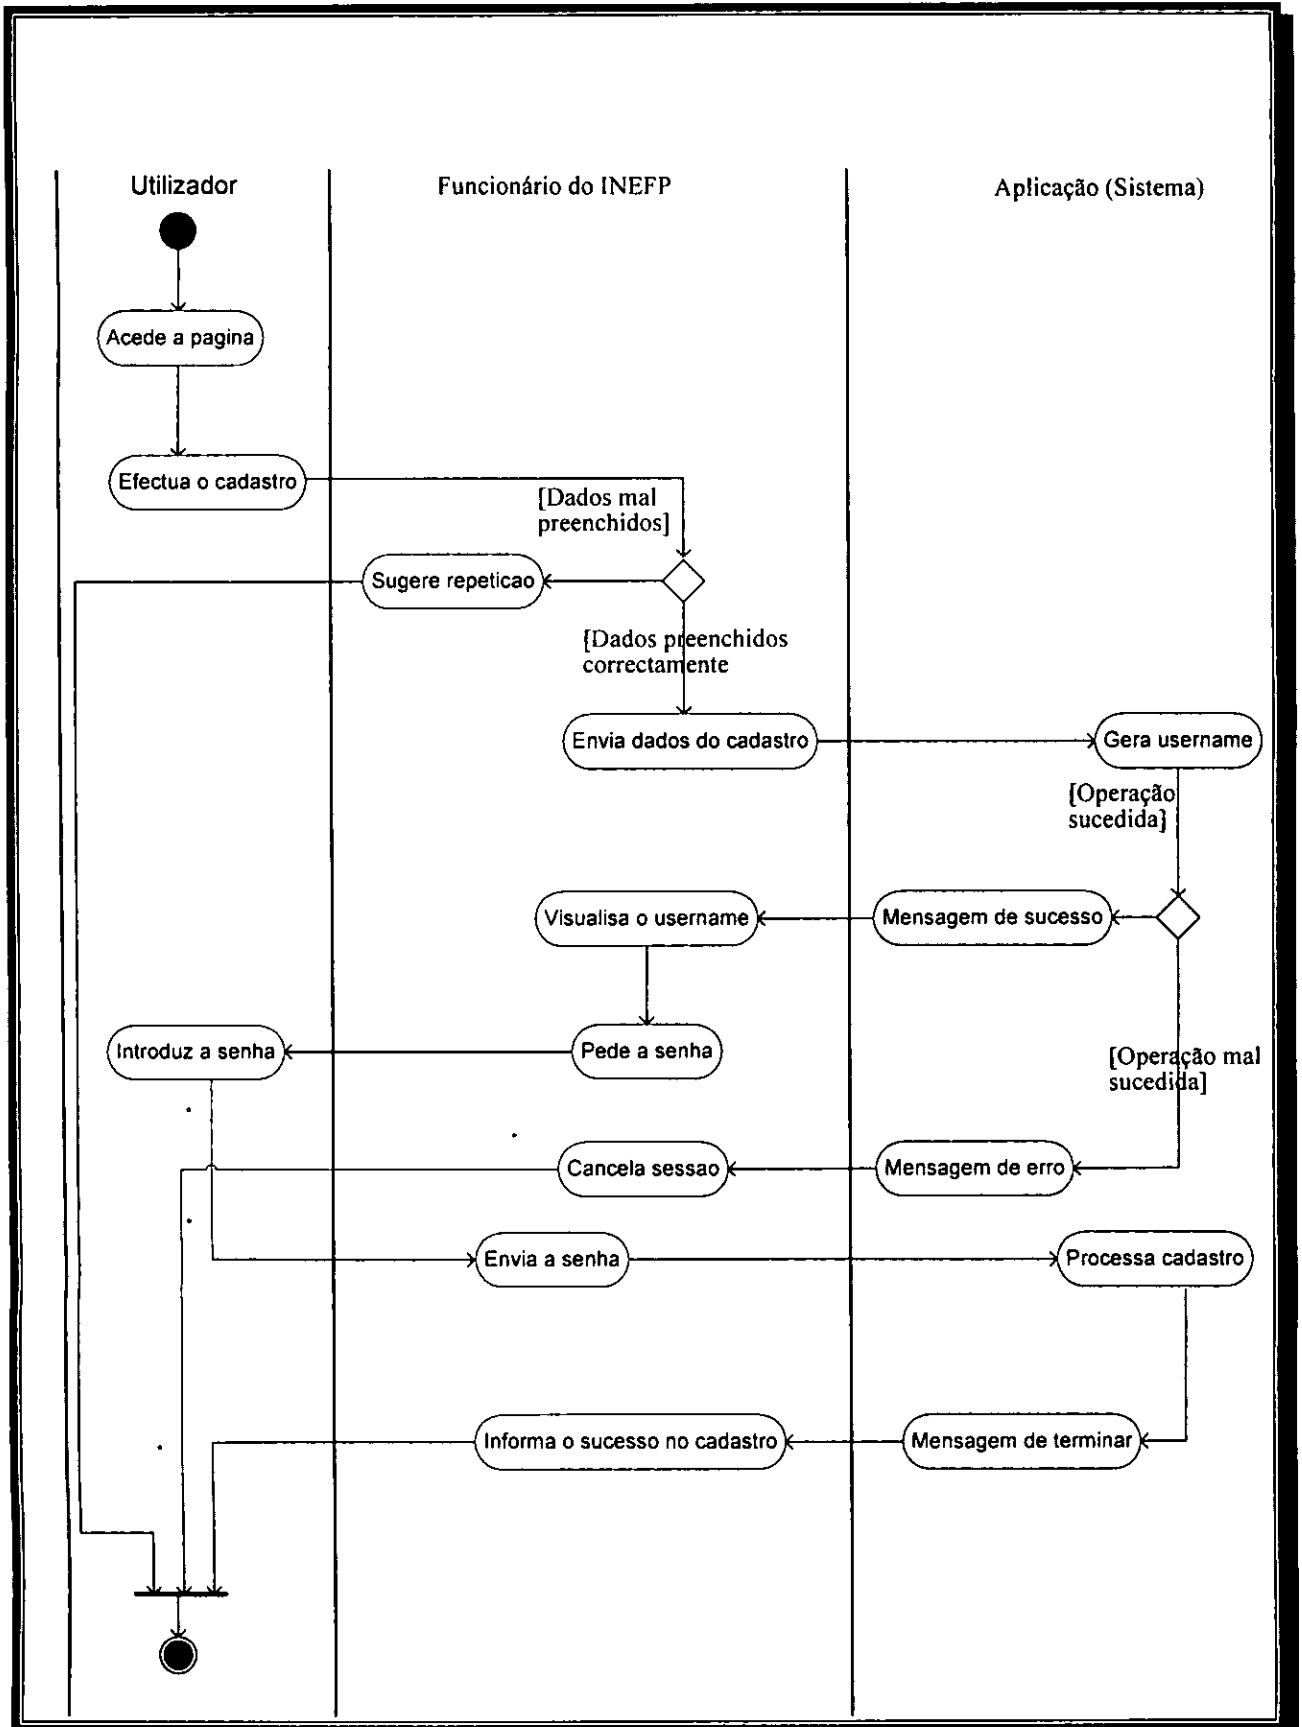 Utilizador
Funcionário do INEFP
Aplicação (Sistema)
Acede a pagina
Efectua o cadastro
[Dados mal
preenchidos]
Sugere repeticao
[Dados preenchidos
correctamente
Envia dados do cadastro
Gera username
[Operação
sucedida]
Visualisa o username
Mensagem de sucesso
Introduz a senha
Pede a senha
[Operação mal
sucedida]
Cancela sessao
Mensagem de erro
Envia a senha
Processa cadastro
Informa o sucesso no cadastro
Mensagem de terminar